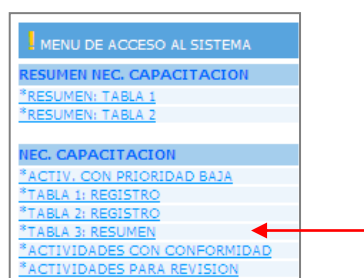 ! MENU DE ACCESO AL SISTEMA
RESUMEN NEC. CAPACITACION
*RESUMEN: TABLA 1
*RESUMEN: TABLA 2
NEC. CAPACITACION
*ACTIV. CON PRIORIDAD BAJA
*TABLA 1: REGISTRO
*TABLA 2: REGISTRO
*TABLA 3: RESUMEN
*ACTIVIDADES CON CONFORMIDAD
*ACTIVIDADES PARA REVISION